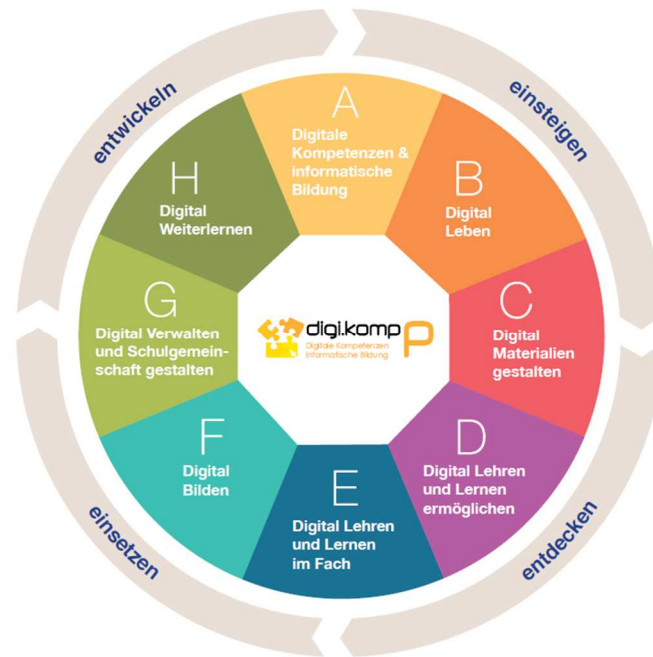 A
Digitale
Kompetenzen &
informatische
Bildung
B
Digital
Leben
C
Digital
Materialien
gestalten
D
Digital Lehren
und Lernen
ermöglichen
E
Digital Lehren
und Lernen
im Fach
F
Digital
Bilden
G
Digital Verwalten
und Schulgemein-
schaft gestalten
H
Digital
Weiterlernen
digi.komp P
Digitale Kompetenzen
Informatische Bildung
einsteigen
entdecken
einsetzen
entwickeln